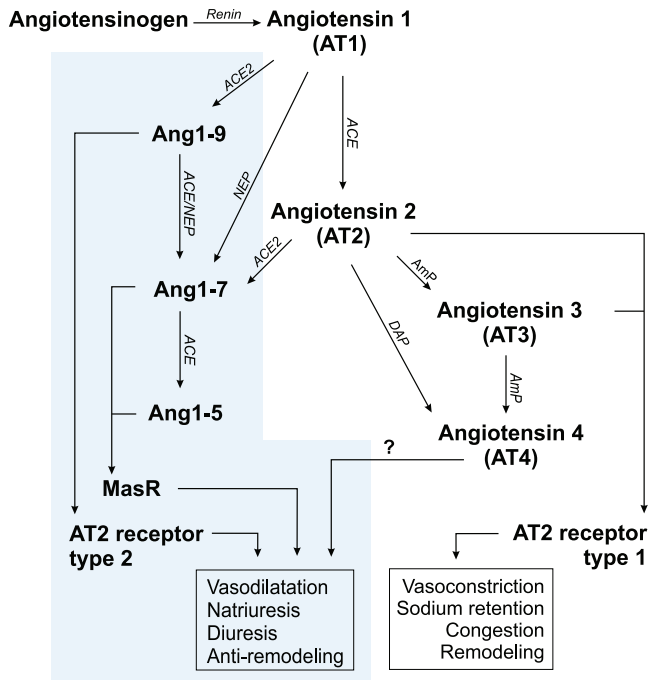 Angiotensinogen
Renin
Angiotensin 1
(AT1)
ACE2
Ang1-9
ACE
NEP
ACE/NEP
Angiotensin 2
(AT2)
ACE2
AmP
Ang1-7
Angiotensin 3
(AT3)
DAP
ACE
AmP
Ang1-5
Angiotensin 4
(AT4)
?
MasR
AT2 receptor
type 2
AT2 receptor
type 1
Vasodilatation
Natriuresis
Diuresis
Anti-remodeling
Vasoconstriction
Sodium retention
Congestion
Remodeling